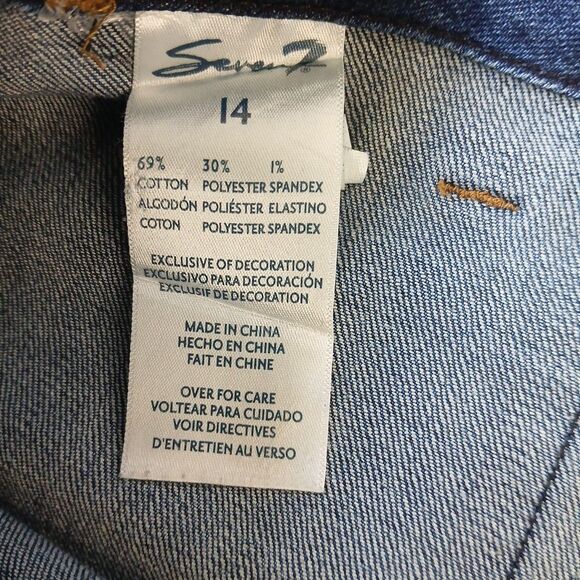 Seven7®
14
69% 30% 1%
COTTON POLYESTER SPANDEX
ALGODÓN POLIÉSTER ELASTINO
COTON POLYESTER SPANDEX
EXCLUSIVE OF DECORATION
EXCLUSIVO PARA DECORACIÓN
EXCLUSIF DE DECORATION
MADE IN CHINA
HECHO EN CHINA
FAIT EN CHINE
OVER FOR CARE
VOLTEAR PARA CUIDADO
VOIR DIRECTIVES
D'ENTRETIEN AU VERSO